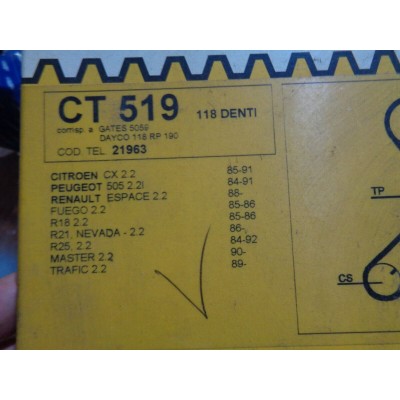 CT 519 118 DENTI
corrisp. a GATES 5059
DAYCO 118 RP 190
COD. TEL. 21963
CITROEN CX 2.2 85-91
PEUGEOT 505 2.2I 84-91
RENAULT ESPACE 2.2 88-
FUEGO 2.2 85-86
R18 2.2 85-86
R21, NEVADA - 2.2 86-
R25, 2.2 84-92
MASTER 2.2 90-
TRAFIC 2.2 89-
TP
CS